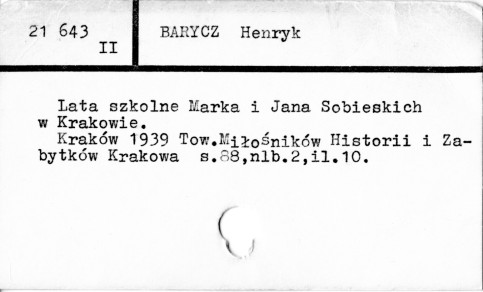 21 643
II
BARYCZ Henryk
Lata szkolne Marka i Jana Sobieskich
w Krakowie.
Kraków 1939 Tow.Miłośników Historii i Za-
bytków Krakowa s.88,nlb.2,il.10.